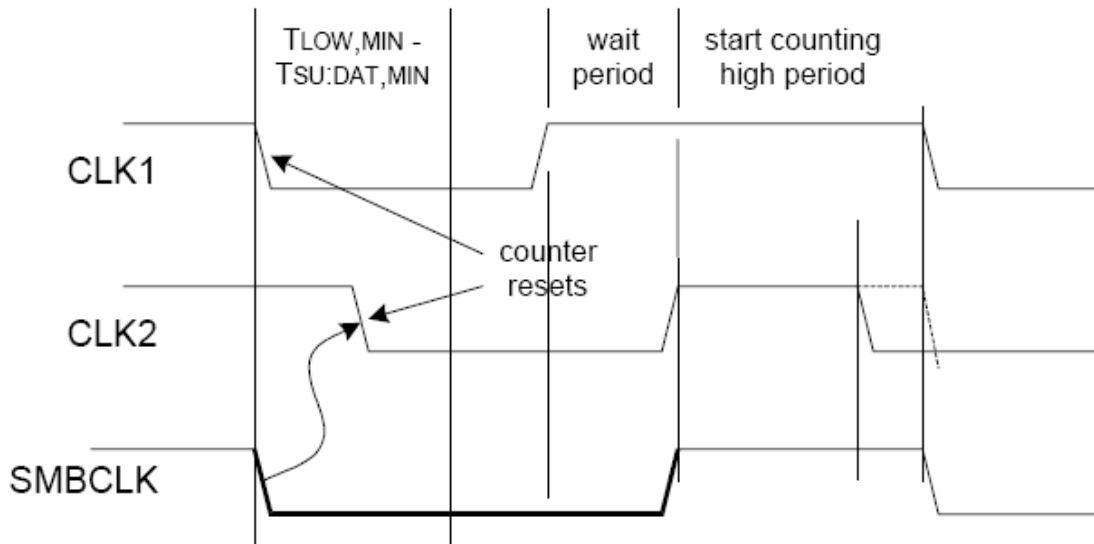 TLOW,MIN -
TSU:DAT,MIN
wait
period
start counting
high period
CLK1
counter
resets
CLK2
SMBCLK